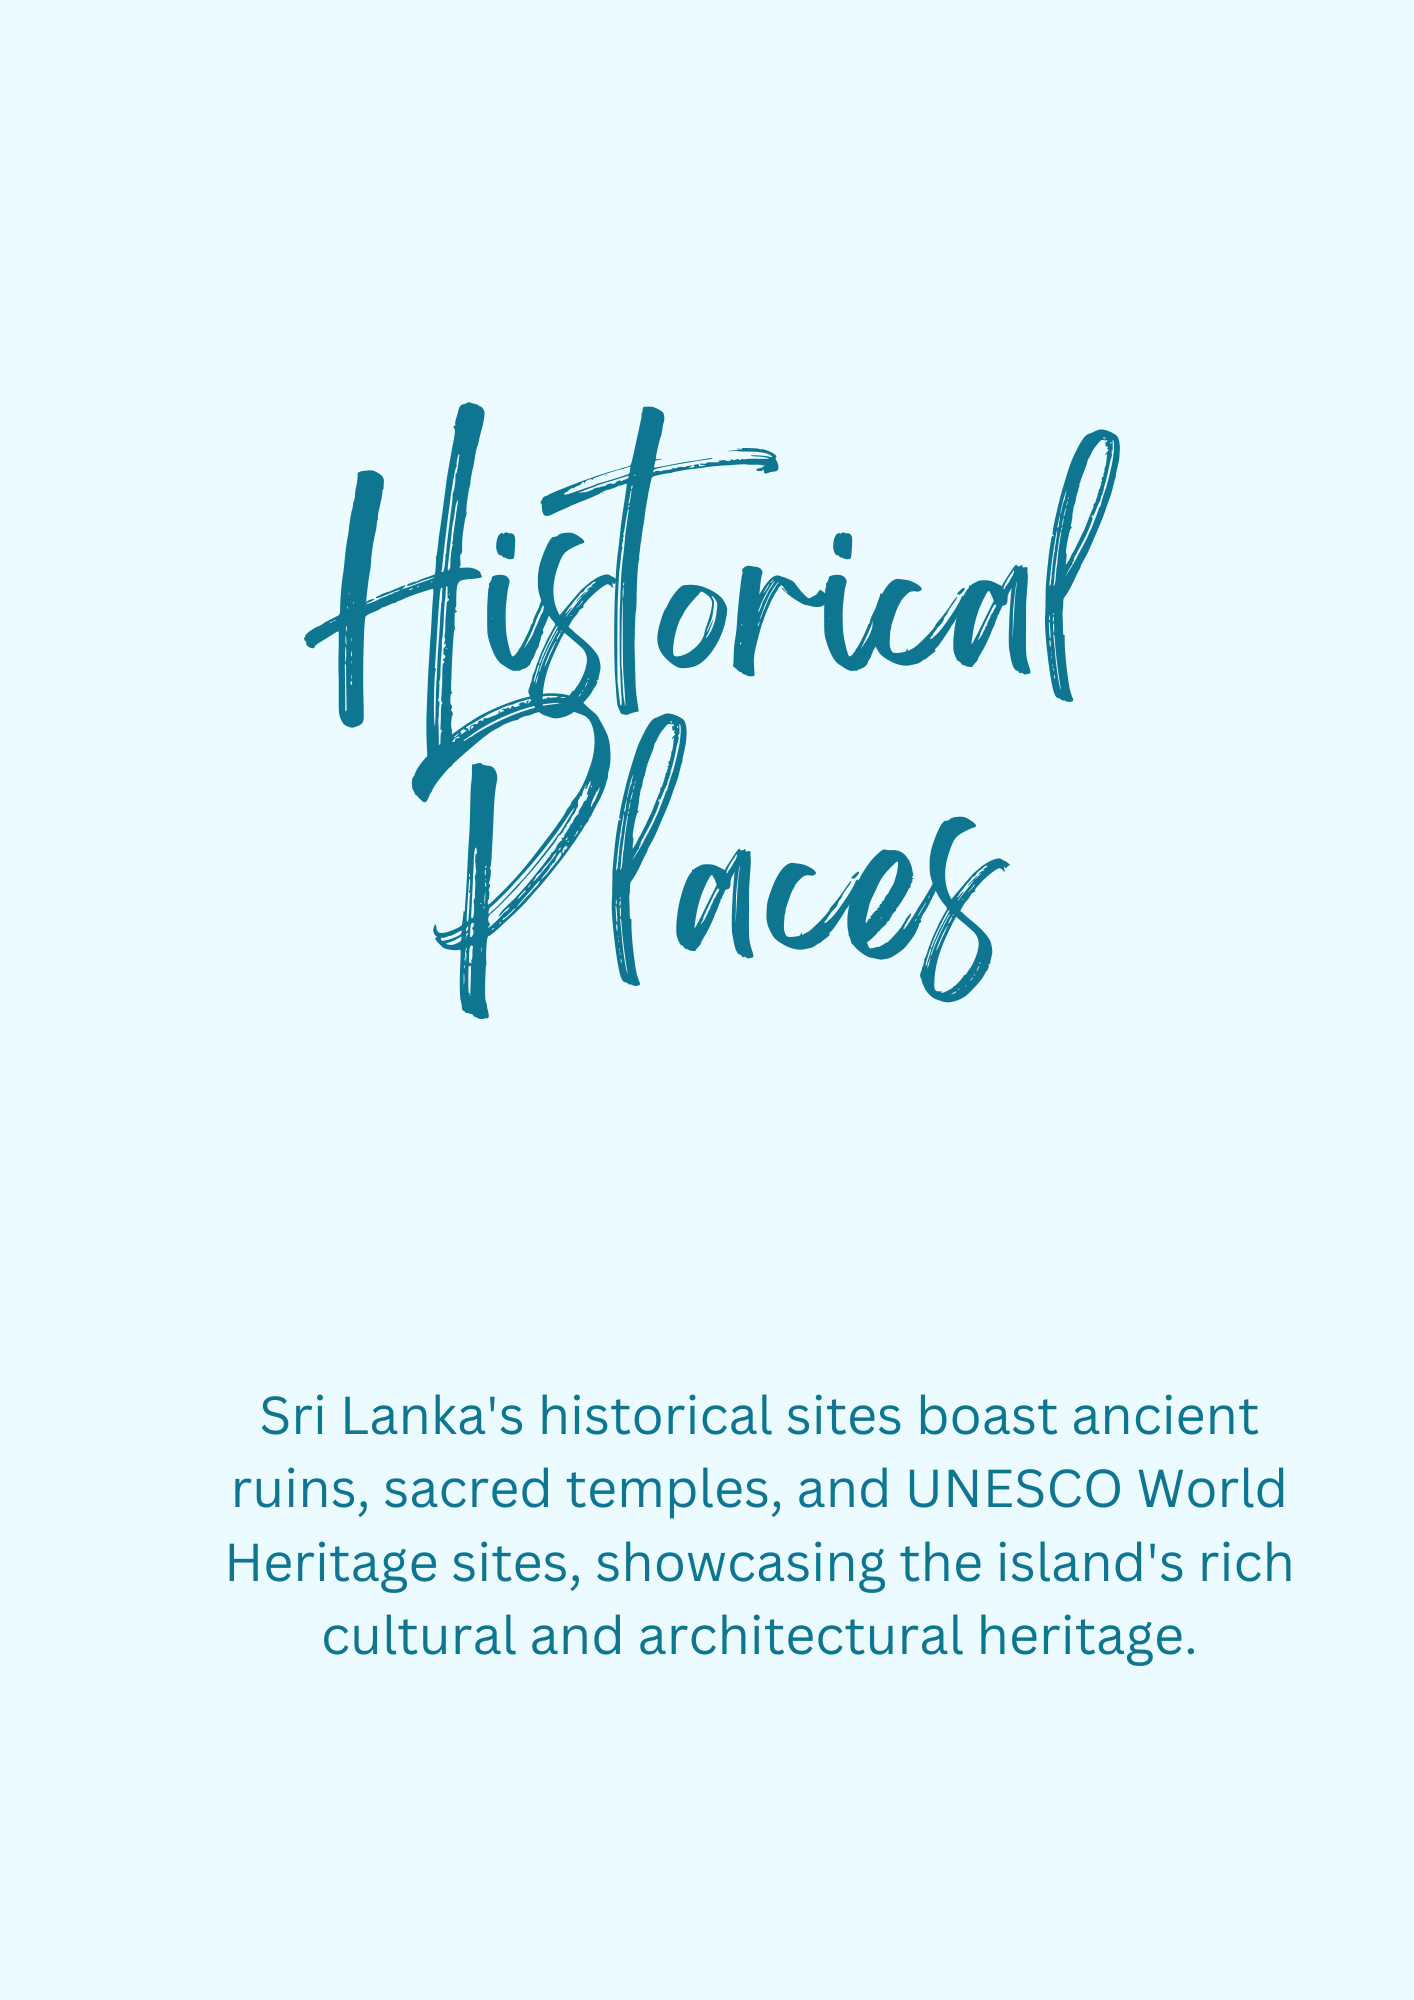 Historical
Places
Sri Lanka's historical sites boast ancient
ruins, sacred temples, and UNESCO World
Heritage sites, showcasing the island's rich
cultural and architectural heritage.